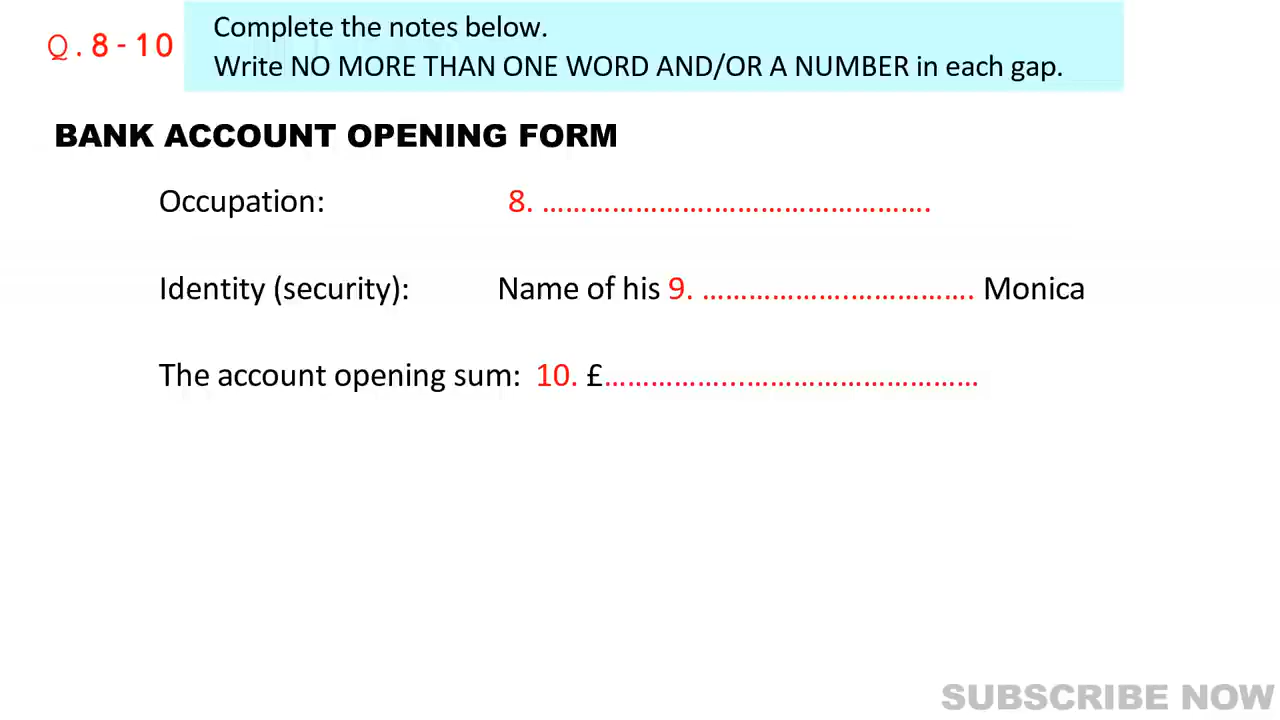 Q.8-10
Complete the notes below.
Write NO MORE THAN ONE WORD AND/OR A NUMBER in each gap.
BANK ACCOUNT OPENING FORM
Occupation: 8. ………………….……………………….
Identity (security): Name of his 9. ……………….……………. Monica
The account opening sum: 10. £……………...…………………………
SUBSCRIBE NOW